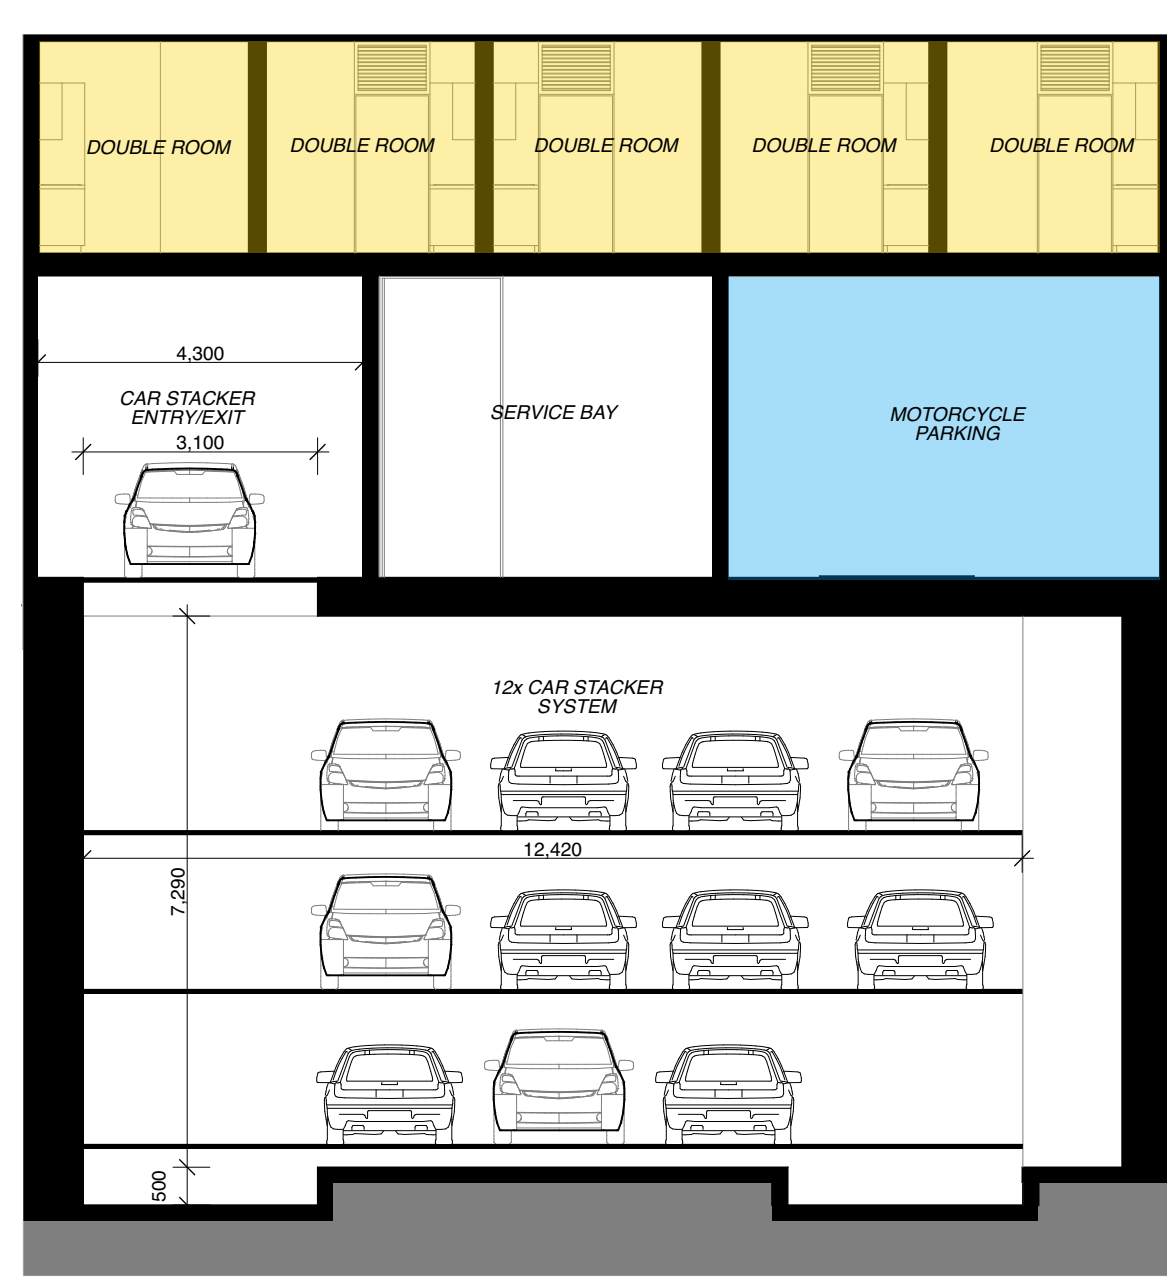 DOUBLE ROOM
DOUBLE ROOM
DOUBLE ROOM
DOUBLE ROOM
DOUBLE ROOM
4,300
CAR STACKER
ENTRY/EXIT
3,100
SERVICE BAY
MOTORCYCLE
PARKING
12x CAR STACKER
SYSTEM
12,420
7,290
500